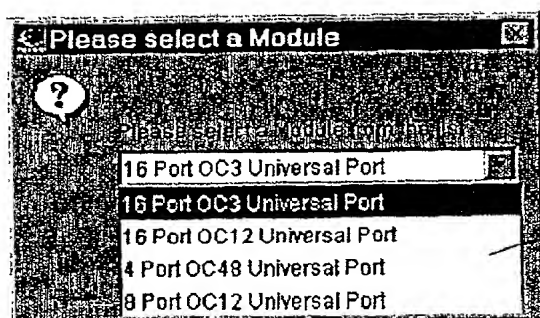 Please select a Module
?
Please select a Module from the list
16 Port OC3 Universal Port
16 Port OC3 Universal Port
16 Port OC12 Universal Port
4 Port OC48 Universal Port
8 Port OC12 Universal Port